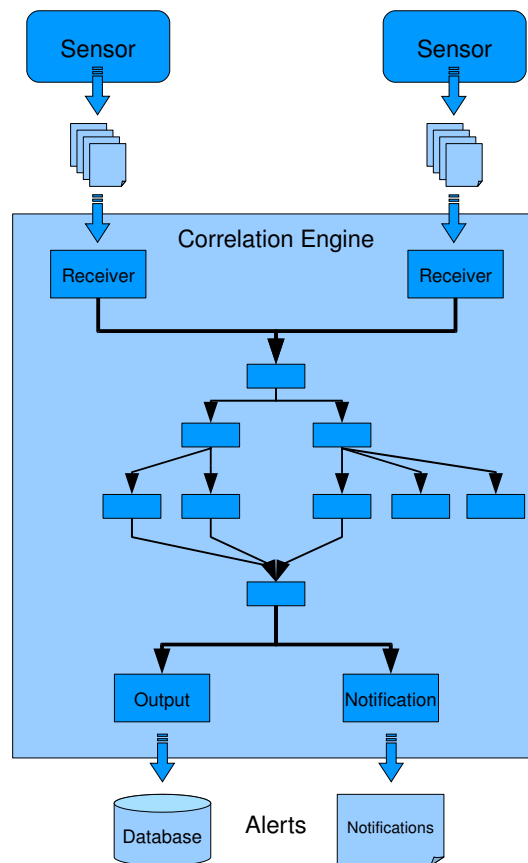 Sensor
Sensor
Correlation Engine
Receiver
Receiver
Output
Notification
Database
Alerts
Notifications